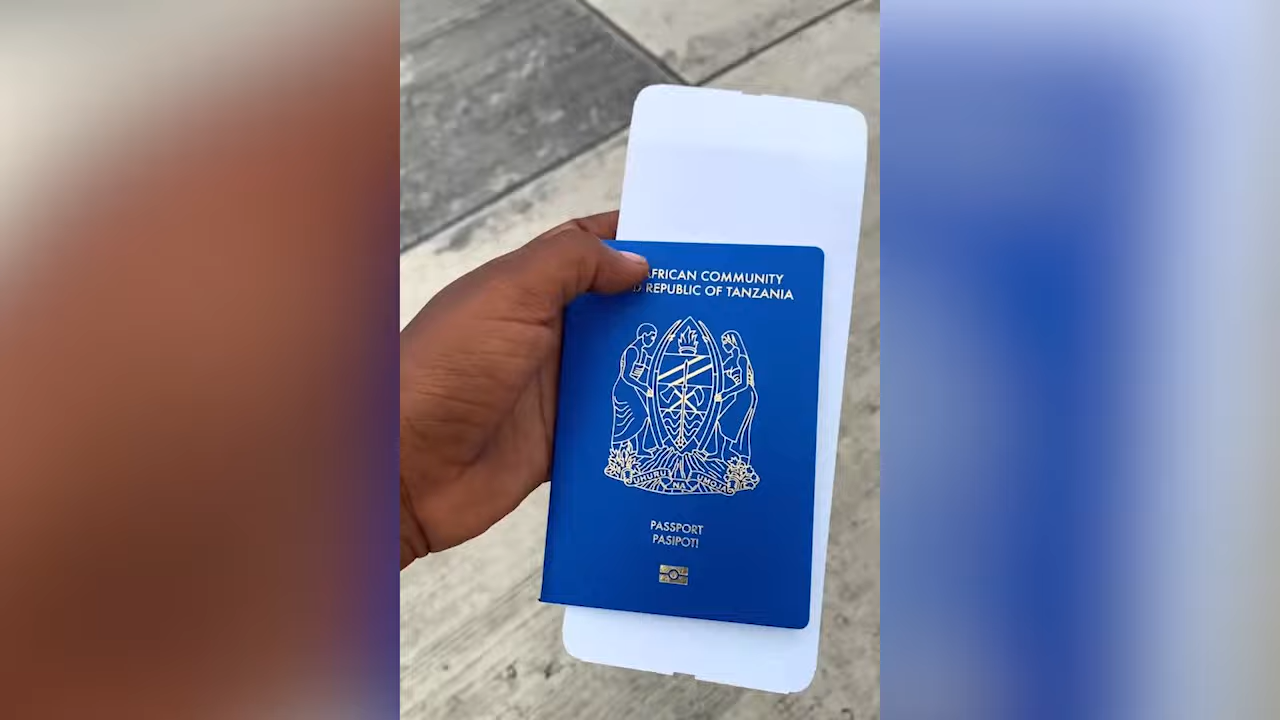 AFRICAN COMMUNITY
REPUBLIC OF TANZANIA
UHURU NA UMOJA
PASSPORT
PASIPOTI